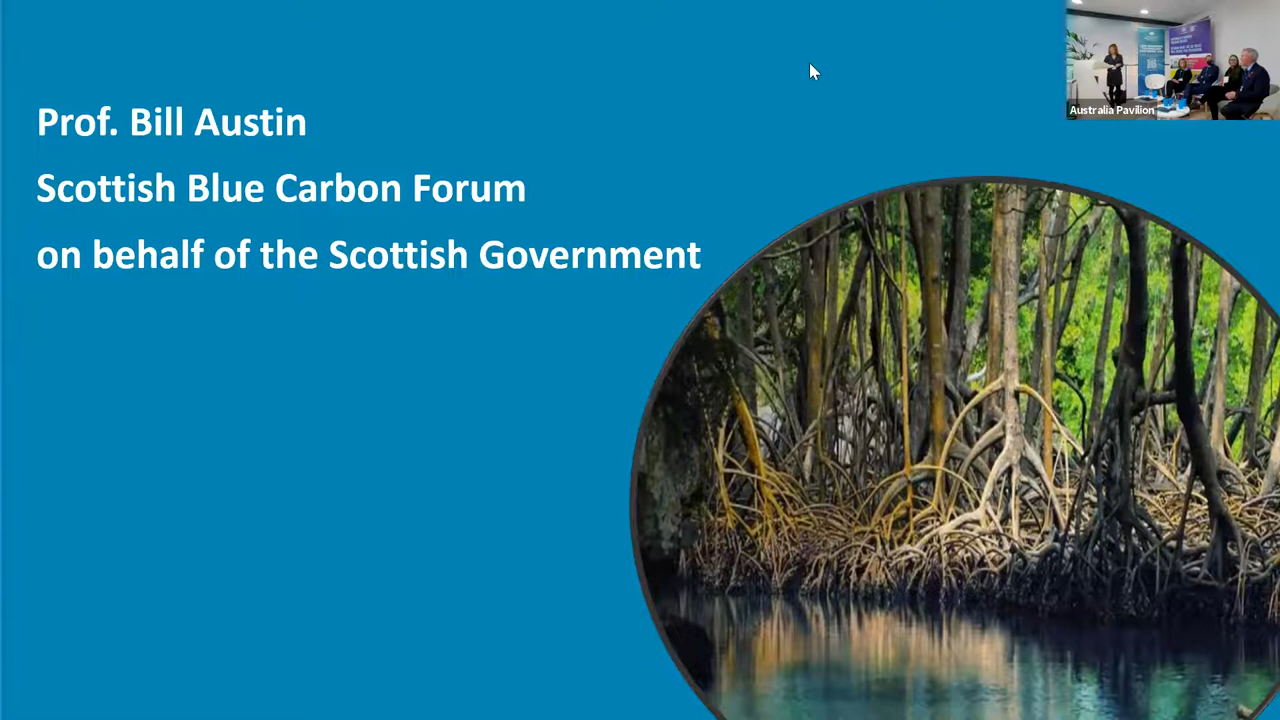 Prof. Bill Austin
Scottish Blue Carbon Forum
on behalf of the Scottish Government
Australia Pavilion